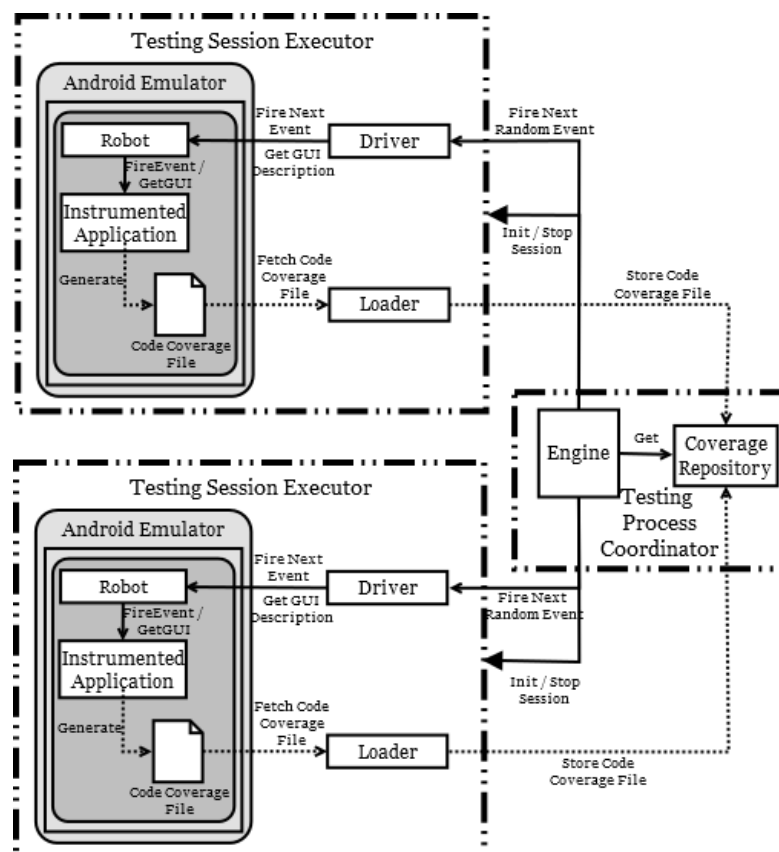 Testing Session Executor
Android Emulator
Fire Next
Event
Fire Next
Random Event
Robot
Driver
Get GUI
Description
FireEvent /
GetGUI
Instrumented
Application
Init / Stop
Session
Generate
Fetch Code
Coverage
File
Loader
Store Code
Coverage File
Code Coverage
File
Engine
Get
Coverage
Repository
Testing
Process
Coordinator
Testing Session Executor
Android Emulator
Fire Next
Event
Robot
Driver
Get GUI
Description
Fire Next
Random Event
FireEvent /
GetGUI
Instrumented
Application
Init / Stop
Session
Generate
Fetch Code
Coverage
File
Loader
Store Code
Coverage File
Code Coverage
File